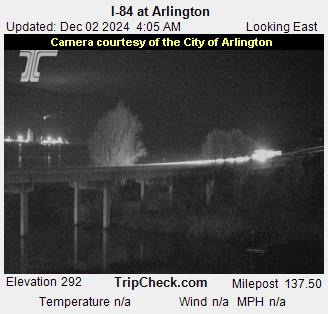 I-84 at Arlington
Updated: Dec 02 2024 4:05 AM Looking East
Camera courtesy of the City of Arlington
Elevation 292 TripCheck.com Milepost 137.50
Temperature n/a Wind n/a MPH n/a